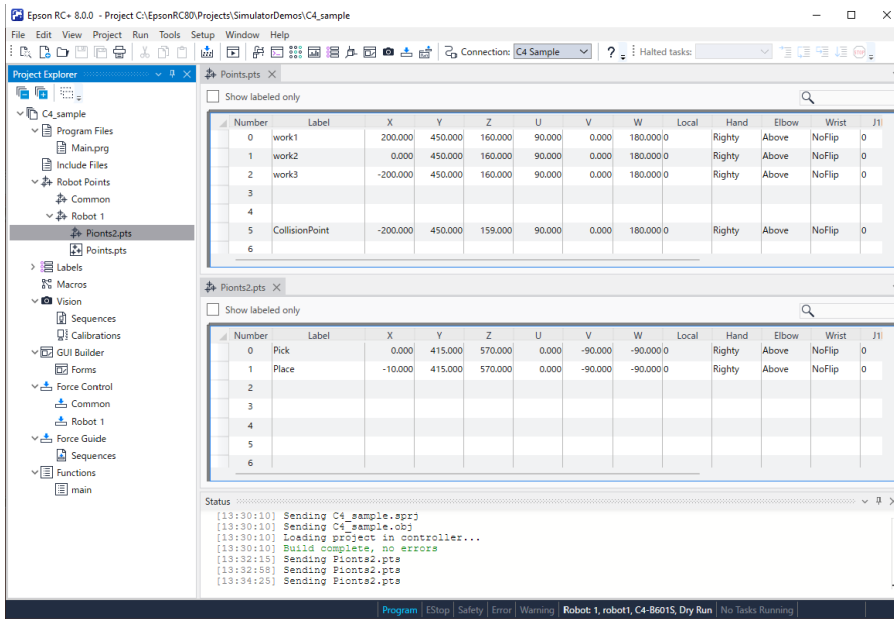 Epson RC+ 8.0.0 - Project C:\EpsonRC80\Projects\SimulatorDemos\C4_sample
File Edit View Project Run Tools Setup Window Help
Connection: C4 Sample ? Halted tasks:
Project Explorer
C4_sample
Program Files
Main.prg
Include Files
Robot Points
Common
Robot 1
Pionts2.pts
Points.pts
Labels
Macros
Vision
Sequences
Calibrations
GUI Builder
Forms
Force Control
Common
Robot 1
Force Guide
Sequences
Functions
main
Points.pts
Show labeled only
Number Label X Y Z U V W Local Hand Elbow Wrist
0 work1 200.000 450.000 160.000 90.000 0.000 180.000 0 Righty Above NoFlip 0
1 work2 0.000 450.000 160.000 90.000 0.000 180.000 0 Righty Above NoFlip 0
2 work3 -200.000 450.000 160.000 90.000 0.000 180.000 0 Righty Above NoFlip 0
3
4
5 CollisionPoint -200.000 450.000 159.000 90.000 0.000 180.000 0 Righty Above NoFlip 0
6
Pionts2.pts
Show labeled only
Number Label X Y Z U V W Local Hand Elbow Wrist
0 Pick 0.000 415.000 570.000 0.000 -90.000 -90.000 0 Righty Above NoFlip 0
1 Place -10.000 415.000 570.000 0.000 -90.000 -90.000 0 Righty Above NoFlip 0
2
3
4
5
6
Status
[13:30:10] Sending C4_sample.sprj
[13:30:10] Sending C4_sample.obj
[13:30:10] Loading project in controller...
[13:30:10] Build complete, no errors
[13:32:15] Sending Pionts2.pts
[13:32:58] Sending Pionts2.pts
[13:34:25] Sending Pionts2.pts
Program EStop Safety Error Warning Robot: 1, robot1, C4-B601S, Dry Run No Tasks Running